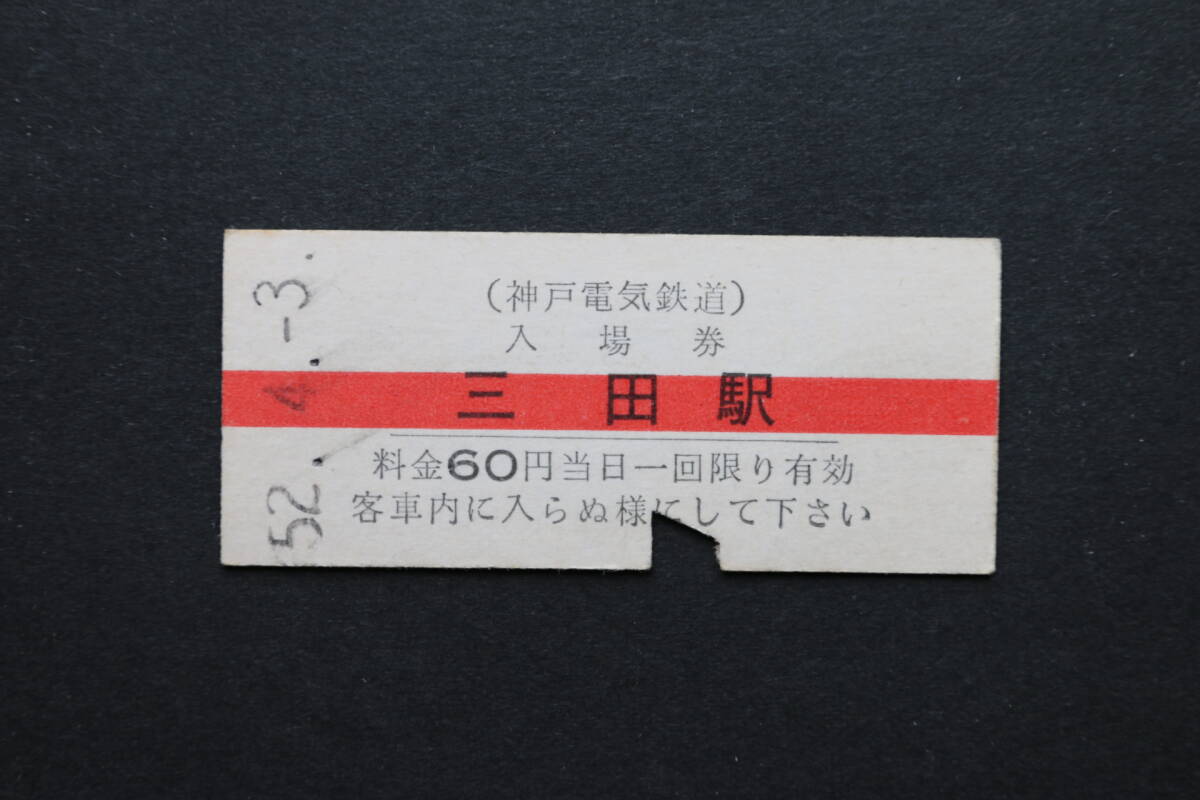 (神戸電気鉄道)
入場券
三田駅
料金60円当日一回限り有効
客車内に入らぬ様にして下さい
52.4.-3.